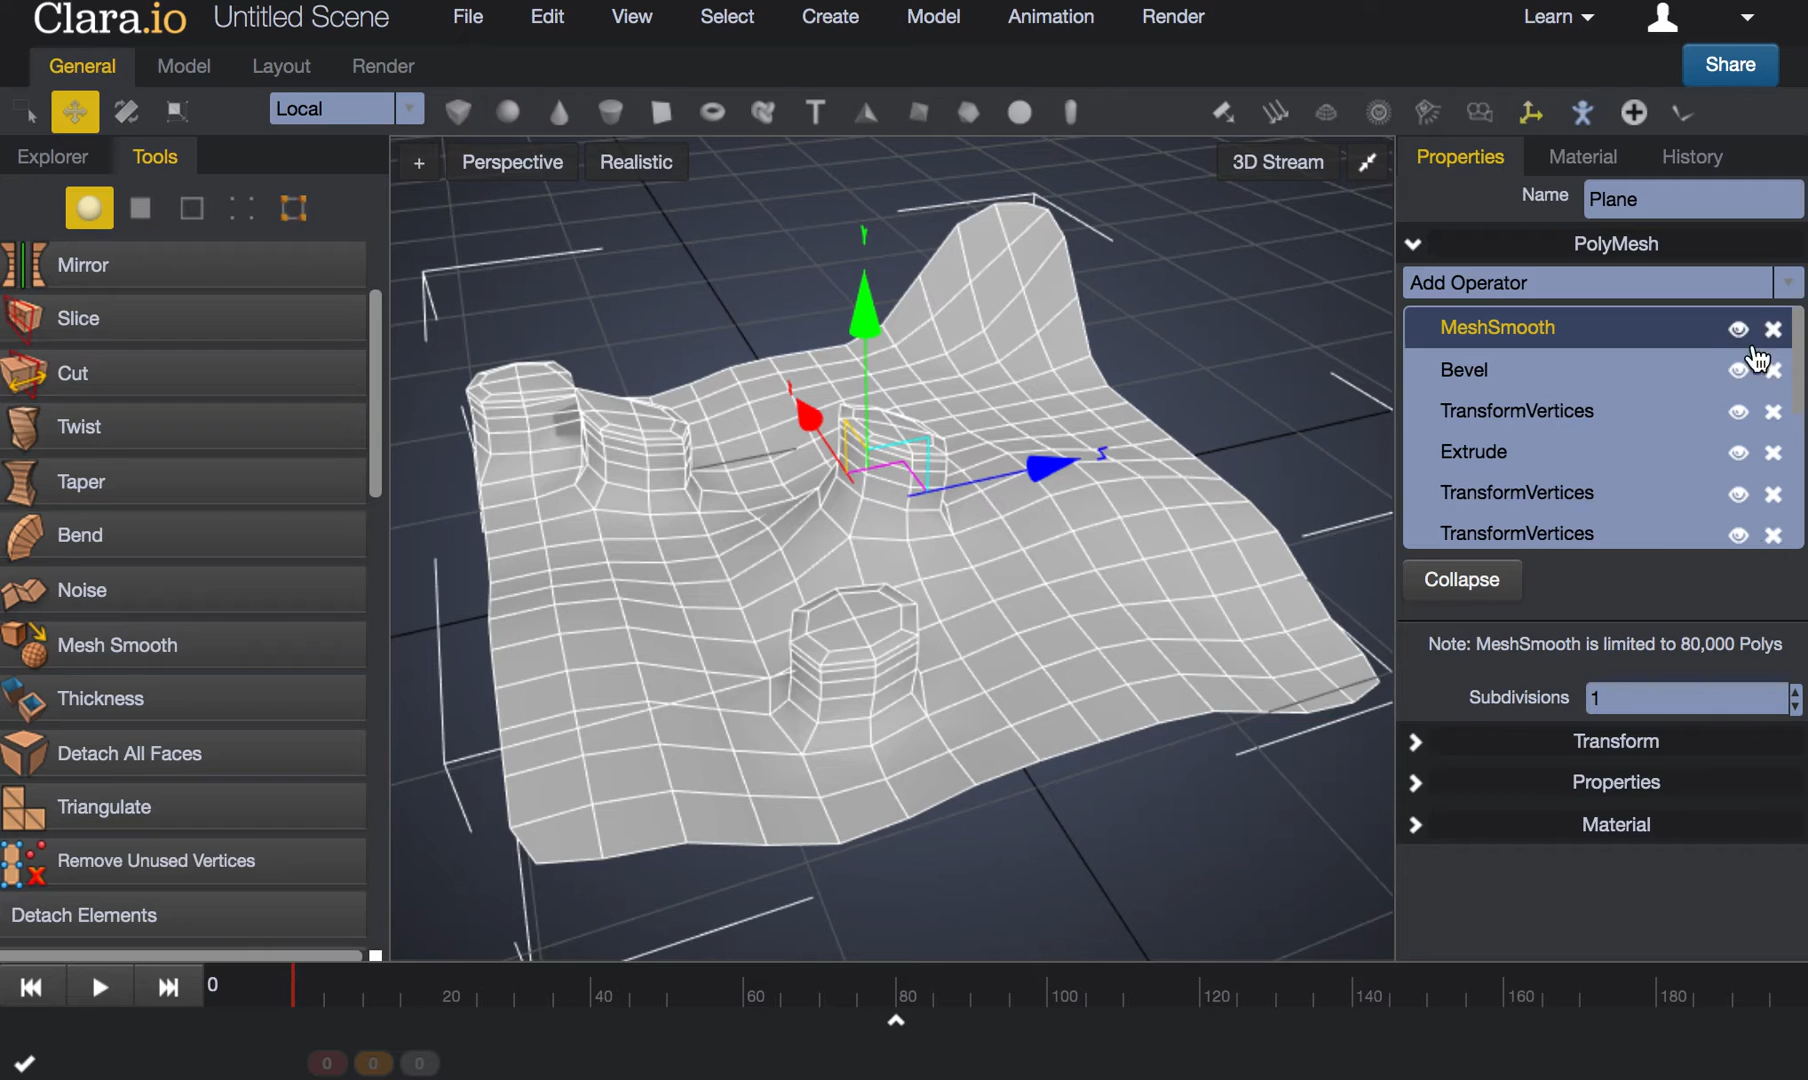 Clara.io Untitled Scene File Edit View Select Create Model Animation Render Learn
General Model Layout Render Share
Local
Explorer Tools
+ Perspective Realistic 3D Stream
Mirror
Slice
Cut
Twist
Taper
Bend
Noise
Mesh Smooth
Thickness
Detach All Faces
Triangulate
Remove Unused Vertices
Detach Elements
Y
Properties Material History
Name Plane
PolyMesh
Add Operator
MeshSmooth
Bevel
TransformVertices
Extrude
TransformVertices
TransformVertices
Collapse
Note: MeshSmooth is limited to 80,000 Polys
Subdivisions 1
Transform
Properties
Material
0 20 40 60 80 100 120 140 160 180
0 0 0